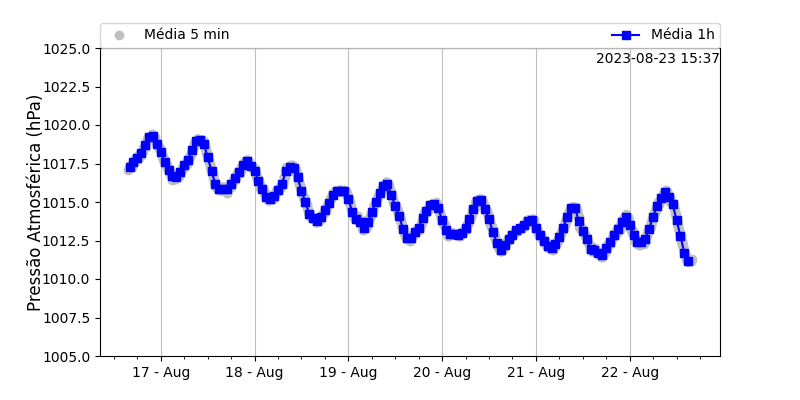 Média 5 min
Média 1h
2023-08-23 15:37
Pressão Atmosférica (hPa)
1025.0
1022.5
1020.0
1017.5
1015.0
1012.5
1010.0
1007.5
1005.0
17 - Aug
18 - Aug
19 - Aug
20 - Aug
21 - Aug
22 - Aug